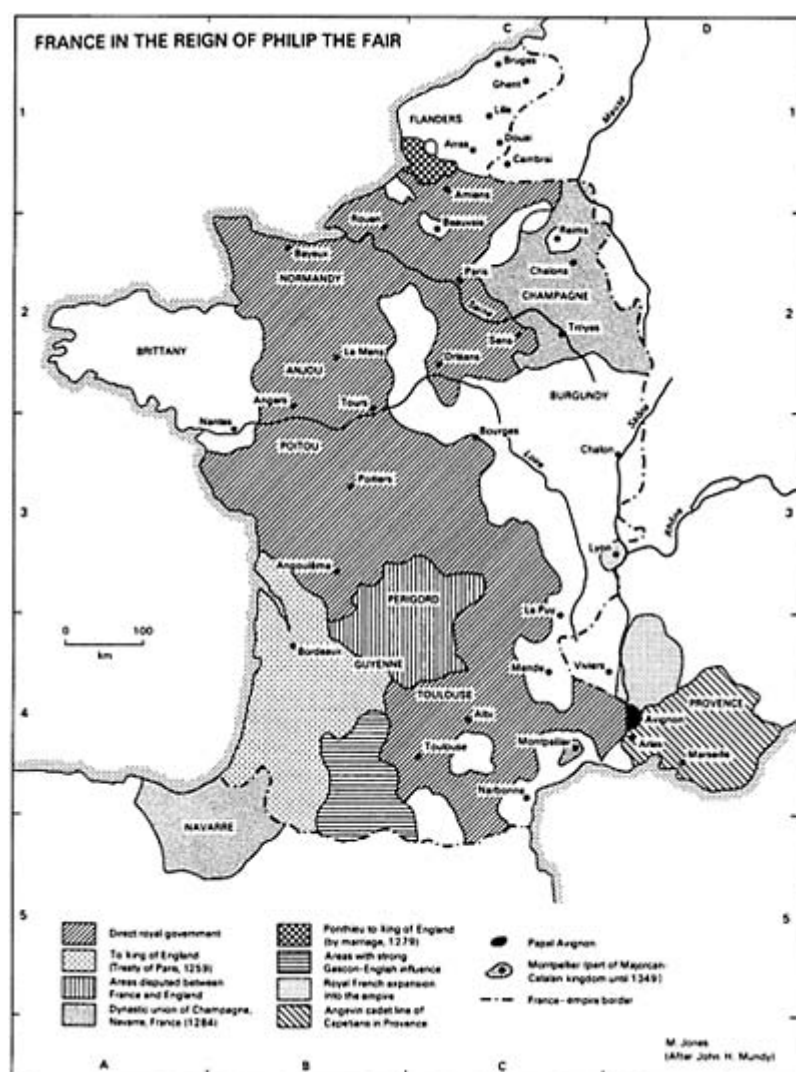 FRANCE IN THE REIGN OF PHILIP THE FAIR
C
D
Bruges
Ghent
1
Lille
1
FLANDERS
Meuse
Douai
Arras
Cambrai
Amiens
Rouen
Beauvais
Reims
Bayeux
Paris
Chalons
NORMANDY
CHAMPAGNE
Seine
2
2
Troyes
BRITTANY
Sens
Le Mans
Orléans
ANJOU
BURGUNDY
Angers
Tours
Saône
Nantes
Bourges
POITOU
Chalon
Loire
Poitiers
3
3
Rhône
Lyon
Angoulême
PERIGORD
Le Puy
0 100
km
Bordeaux
GUYENNE
Mende
Viviers
TOULOUSE
PROVENCE
4
Albi
Avignon
4
Toulouse
Montpellier
Arles
Marseille
Narbonne
NAVARRE
5
5
Direct royal government
To king of England
(Treaty of Paris, 1259)
Areas disputed between
France and England
Dynastic union of Champagne,
Navarre, France (1284)
Ponthieu to king of England
(by marriage, 1279)
Areas with strong
Gascon-English influence
Royal French expansion
into the empire
Angevin cadet line of
Capetians in Provence
Papal Avignon
Montpellier (part of Majorcan-
Catalan kingdom until 1349)
France-empire border
M. Jones
(After John H. Mundy)
A
B
C